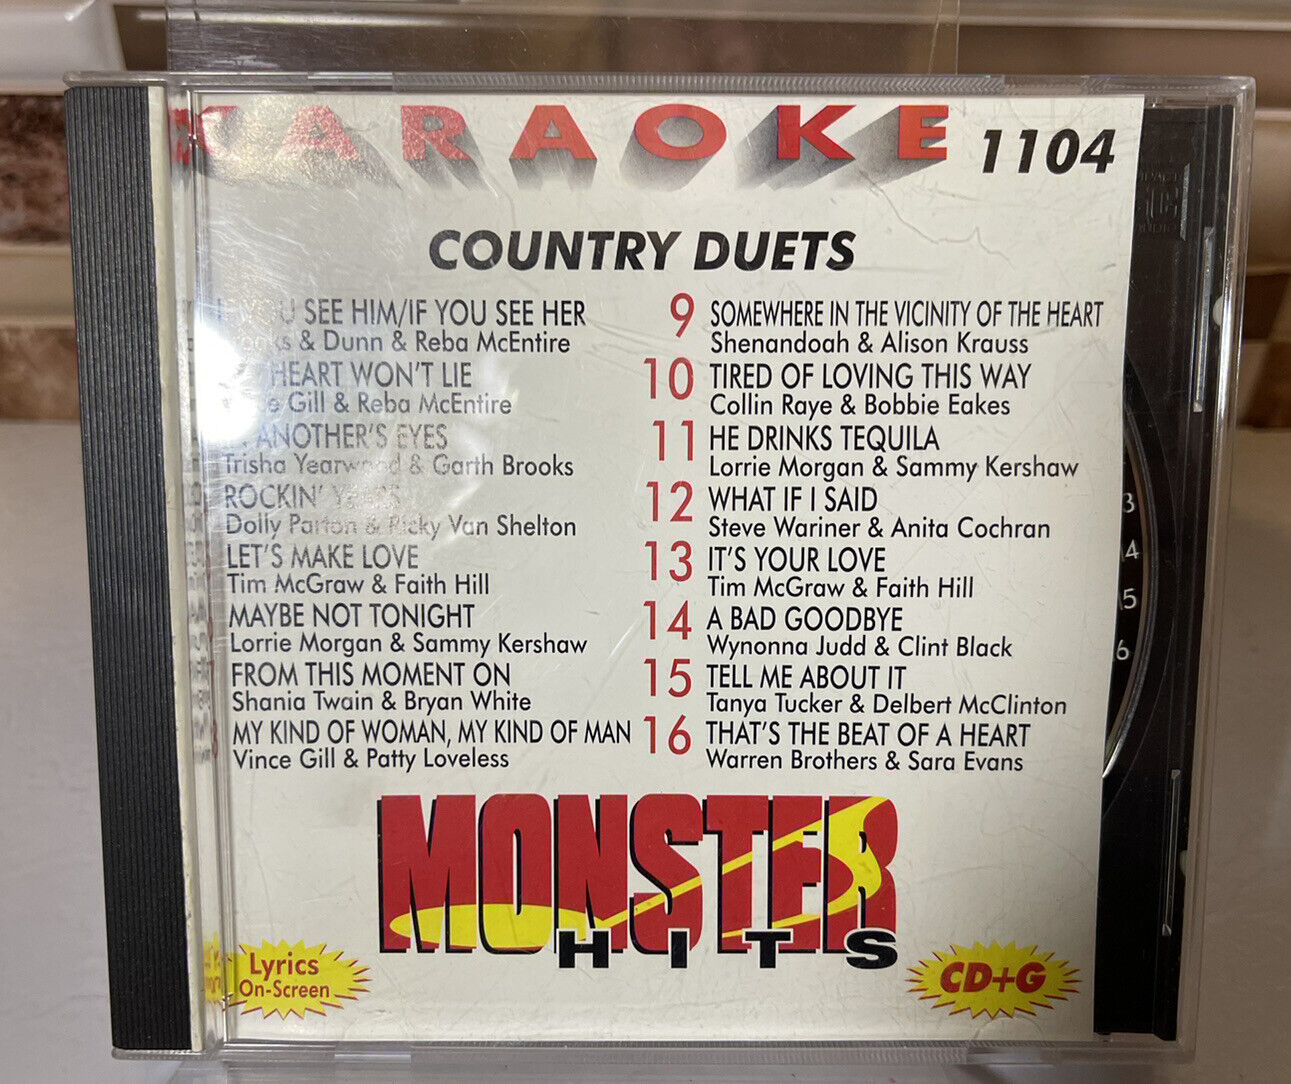 KARAOKE 1104
COUNTRY DUETS
YOU SEE HIM/IF YOU SEE HER
& Dunn & Reba McEntire
HEART WON'T LIE
Gill & Reba McEntire
ANOTHER'S EYES
Trisha Yearwood & Garth Brooks
ROCKIN' YEARS
Dolly Parton & Ricky Van Shelton
LET'S MAKE LOVE
Tim McGraw & Faith Hill
MAYBE NOT TONIGHT
Lorrie Morgan & Sammy Kershaw
FROM THIS MOMENT ON
Shania Twain & Bryan White
MY KIND OF WOMAN, MY KIND OF MAN
Vince Gill & Patty Loveless
9 SOMEWHERE IN THE VICINITY OF THE HEART
Shenandoah & Alison Krauss
10 TIRED OF LOVING THIS WAY
Collin Raye & Bobbie Eakes
11 HE DRINKS TEQUILA
Lorrie Morgan & Sammy Kershaw
12 WHAT IF I SAID
Steve Wariner & Anita Cochran
13 IT'S YOUR LOVE
Tim McGraw & Faith Hill
14 A BAD GOODBYE
Wynonna Judd & Clint Black
15 TELL ME ABOUT IT
Tanya Tucker & Delbert McClinton
16 THAT'S THE BEAT OF A HEART
Warren Brothers & Sara Evans
MONSTER
HITS
Lyrics
On-Screen
CD+G
3
4
5
6